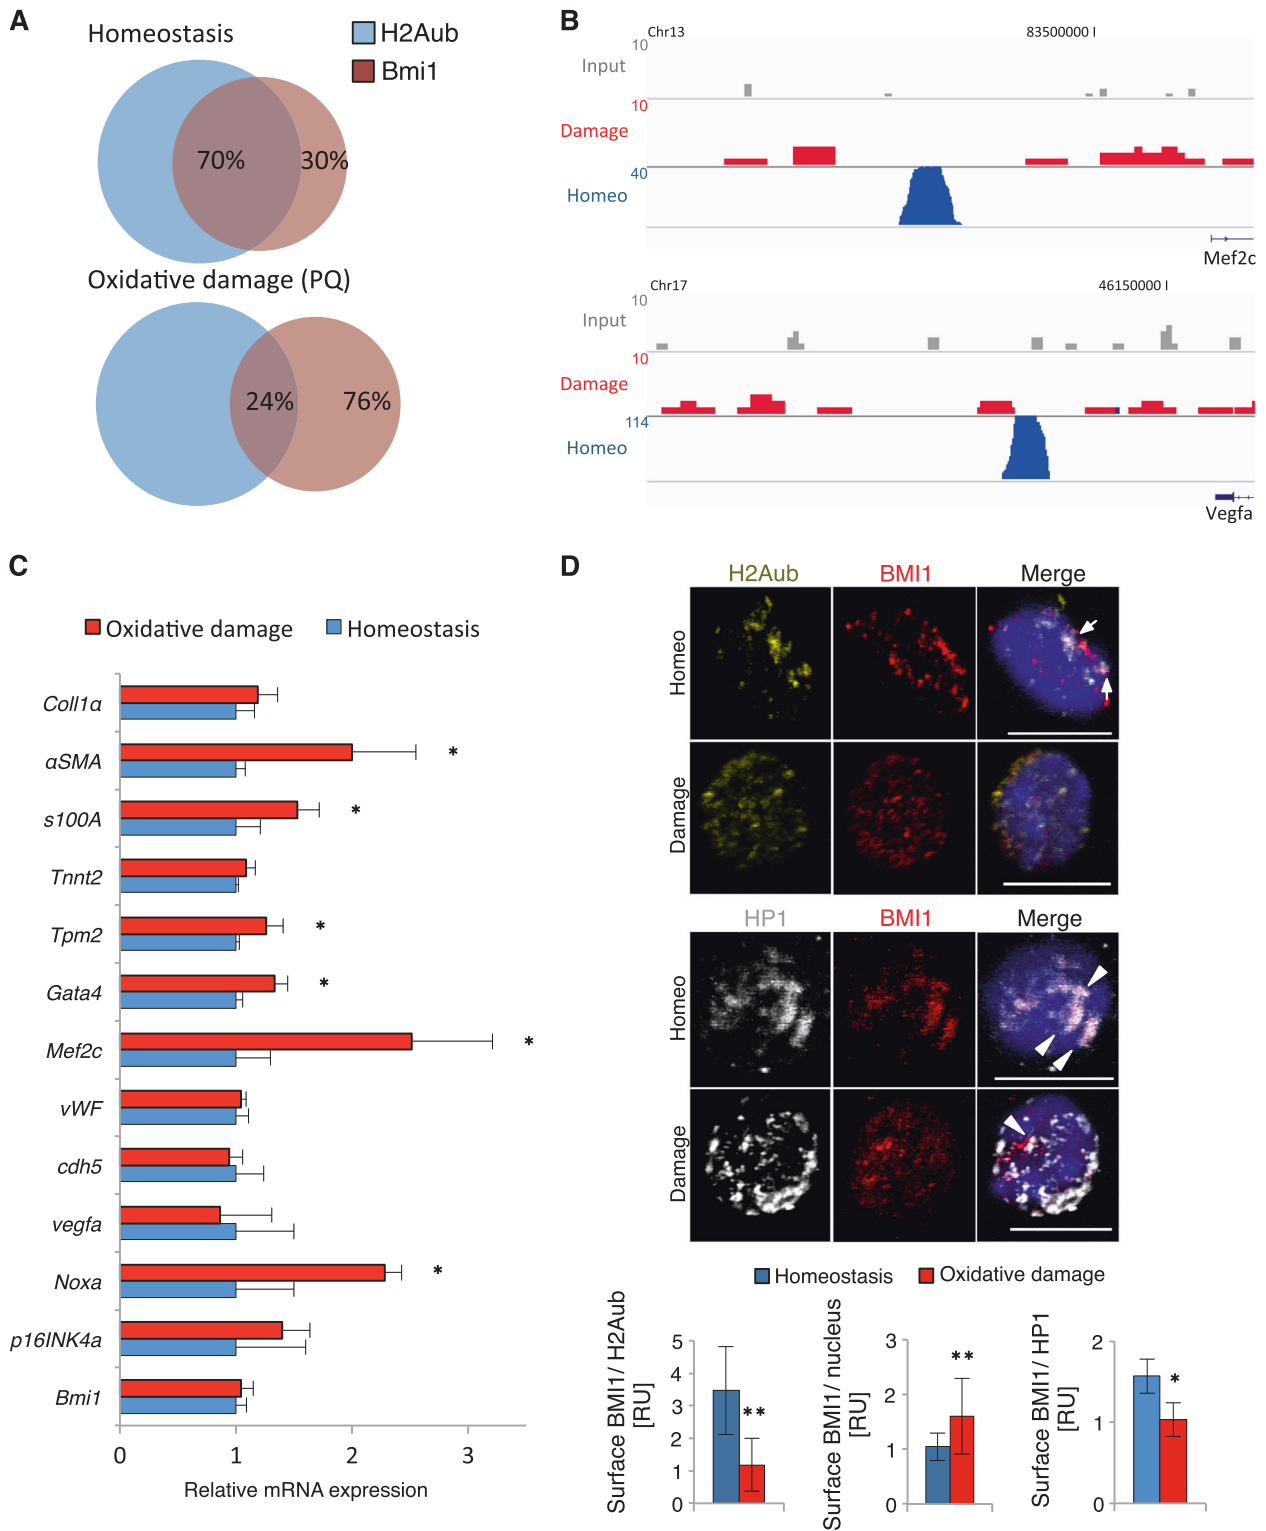 A
Homeostasis
H2Aub
Bmi1
70%
30%
Oxidative damage (PQ)
24%
76%
B
Chr13
83500000 I
10
Input
10
Damage
40
Homeo
Mef2c
Chr17
46150000 I
10
Input
10
Damage
114
Homeo
Vegfa
C
Oxidative damage
Homeostasis
Coll1α
αSMA
*
s100A
*
Tnnt2
Tpm2
*
Gata4
*
Mef2c
*
vWF
cdh5
vegfa
Noxa
*
p16INK4a
Bmi1
0 1 2 3
Relative mRNA expression
D
H2Aub BMI1 Merge
Homeo
Damage
HP1 BMI1 Merge
Homeo
Damage
Homeostasis
Oxidative damage
Surface BMI1/ H2Aub
[RU]
5
4
3
2
1
0
**
Surface BMI1/ nucleus
[RU]
3
2
1
0
**
Surface BMI1/ HP1
[RU]
2
1
0
*